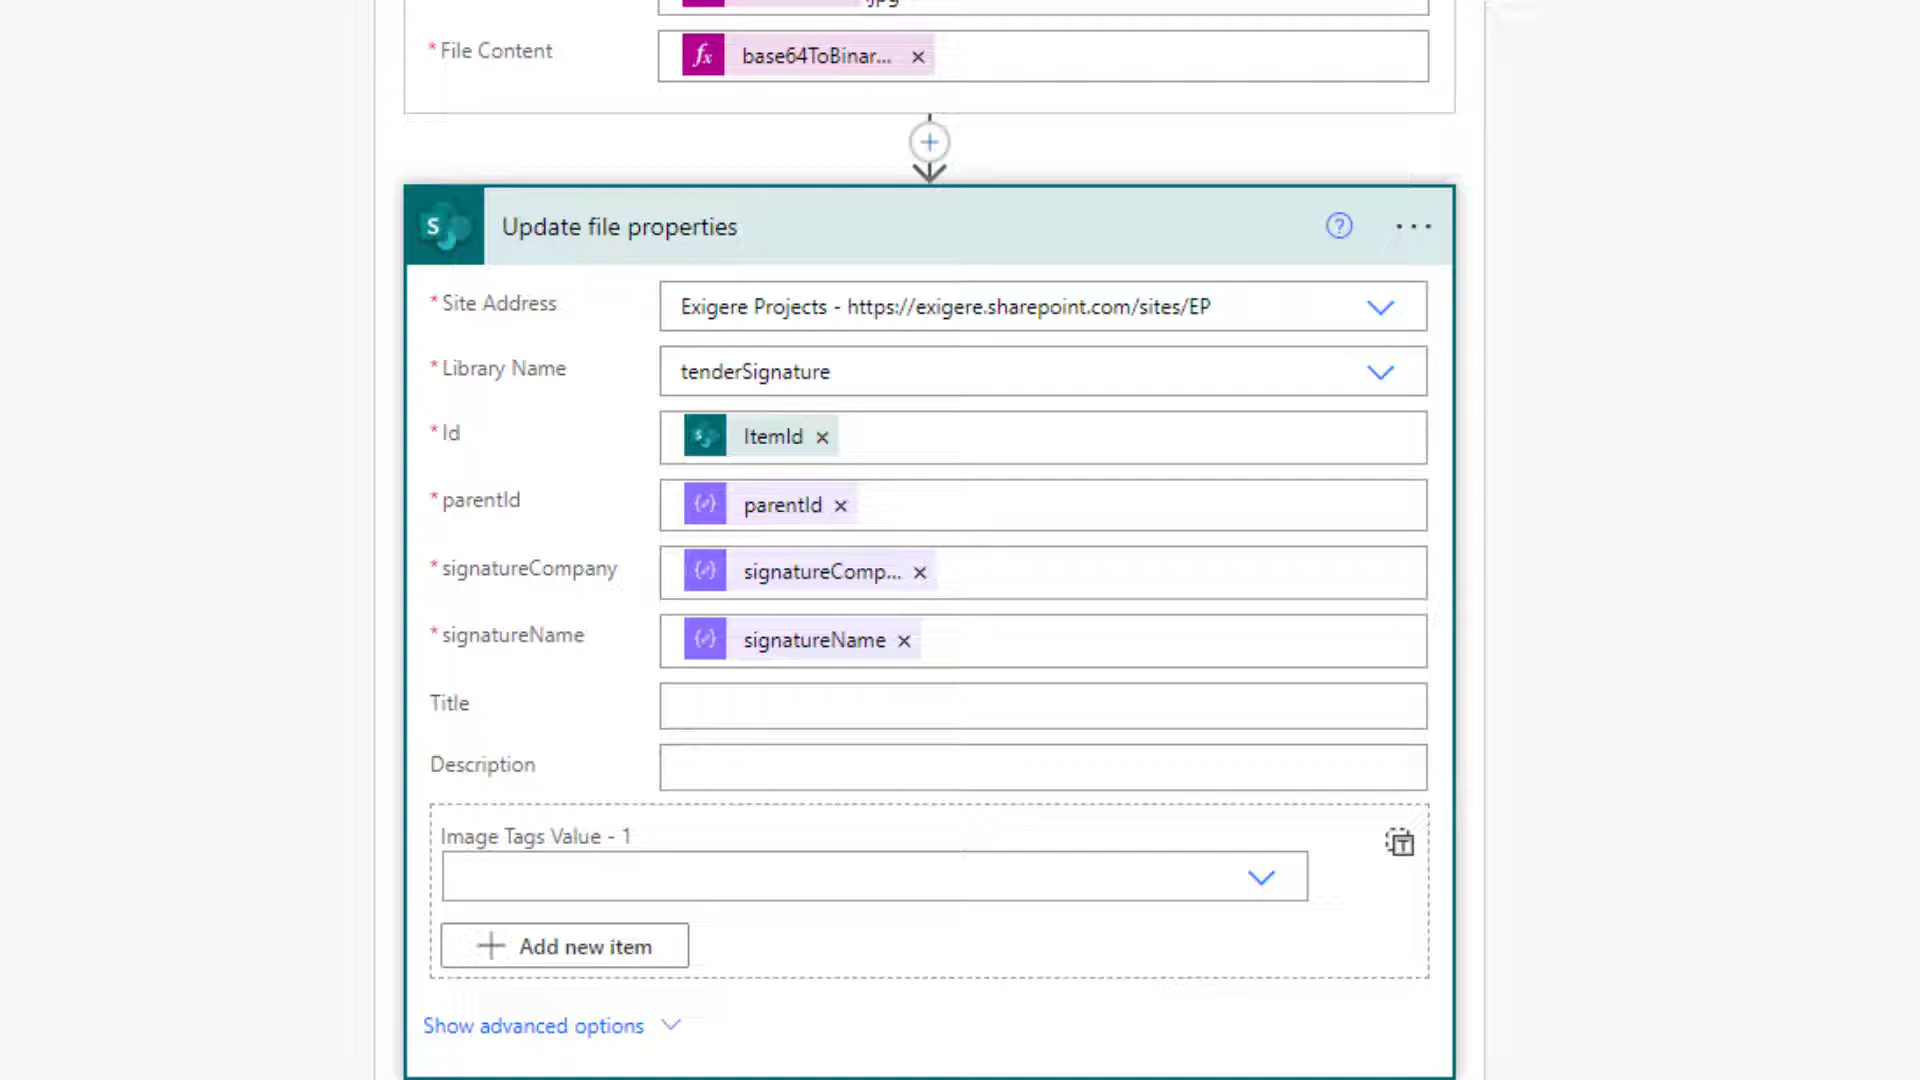 * File Content
fx base64ToBinar... ×
Update file properties
* Site Address
Exigere Projects - https://exigere.sharepoint.com/sites/EP
* Library Name
tenderSignature
* Id
ItemId ×
* parentId
parentId ×
* signatureCompany
signatureComp... ×
* signatureName
signatureName ×
Title
Description
Image Tags Value - 1
Add new item
Show advanced options